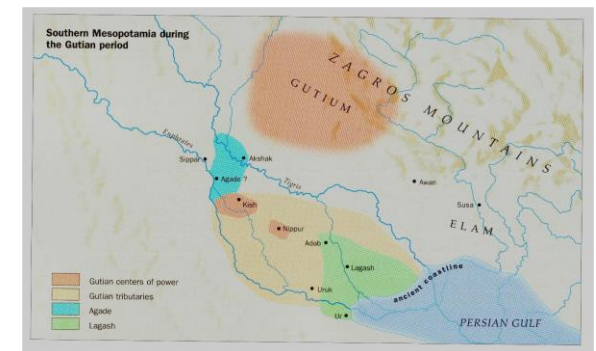 Southern Mesopotamia during
the Gutian period
ZAGROS MOUNTAINS
GUTIUM
Euphrates
Sippar
Akshak
Tigris
Agade ?
Awan
Kish
Susa
Nippur
ELAM
Adab
Lagash
ancient coastline
Uruk
Ur
PERSIAN GULF
Gutian centers of power
Gutian tributaries
Agade
Lagash